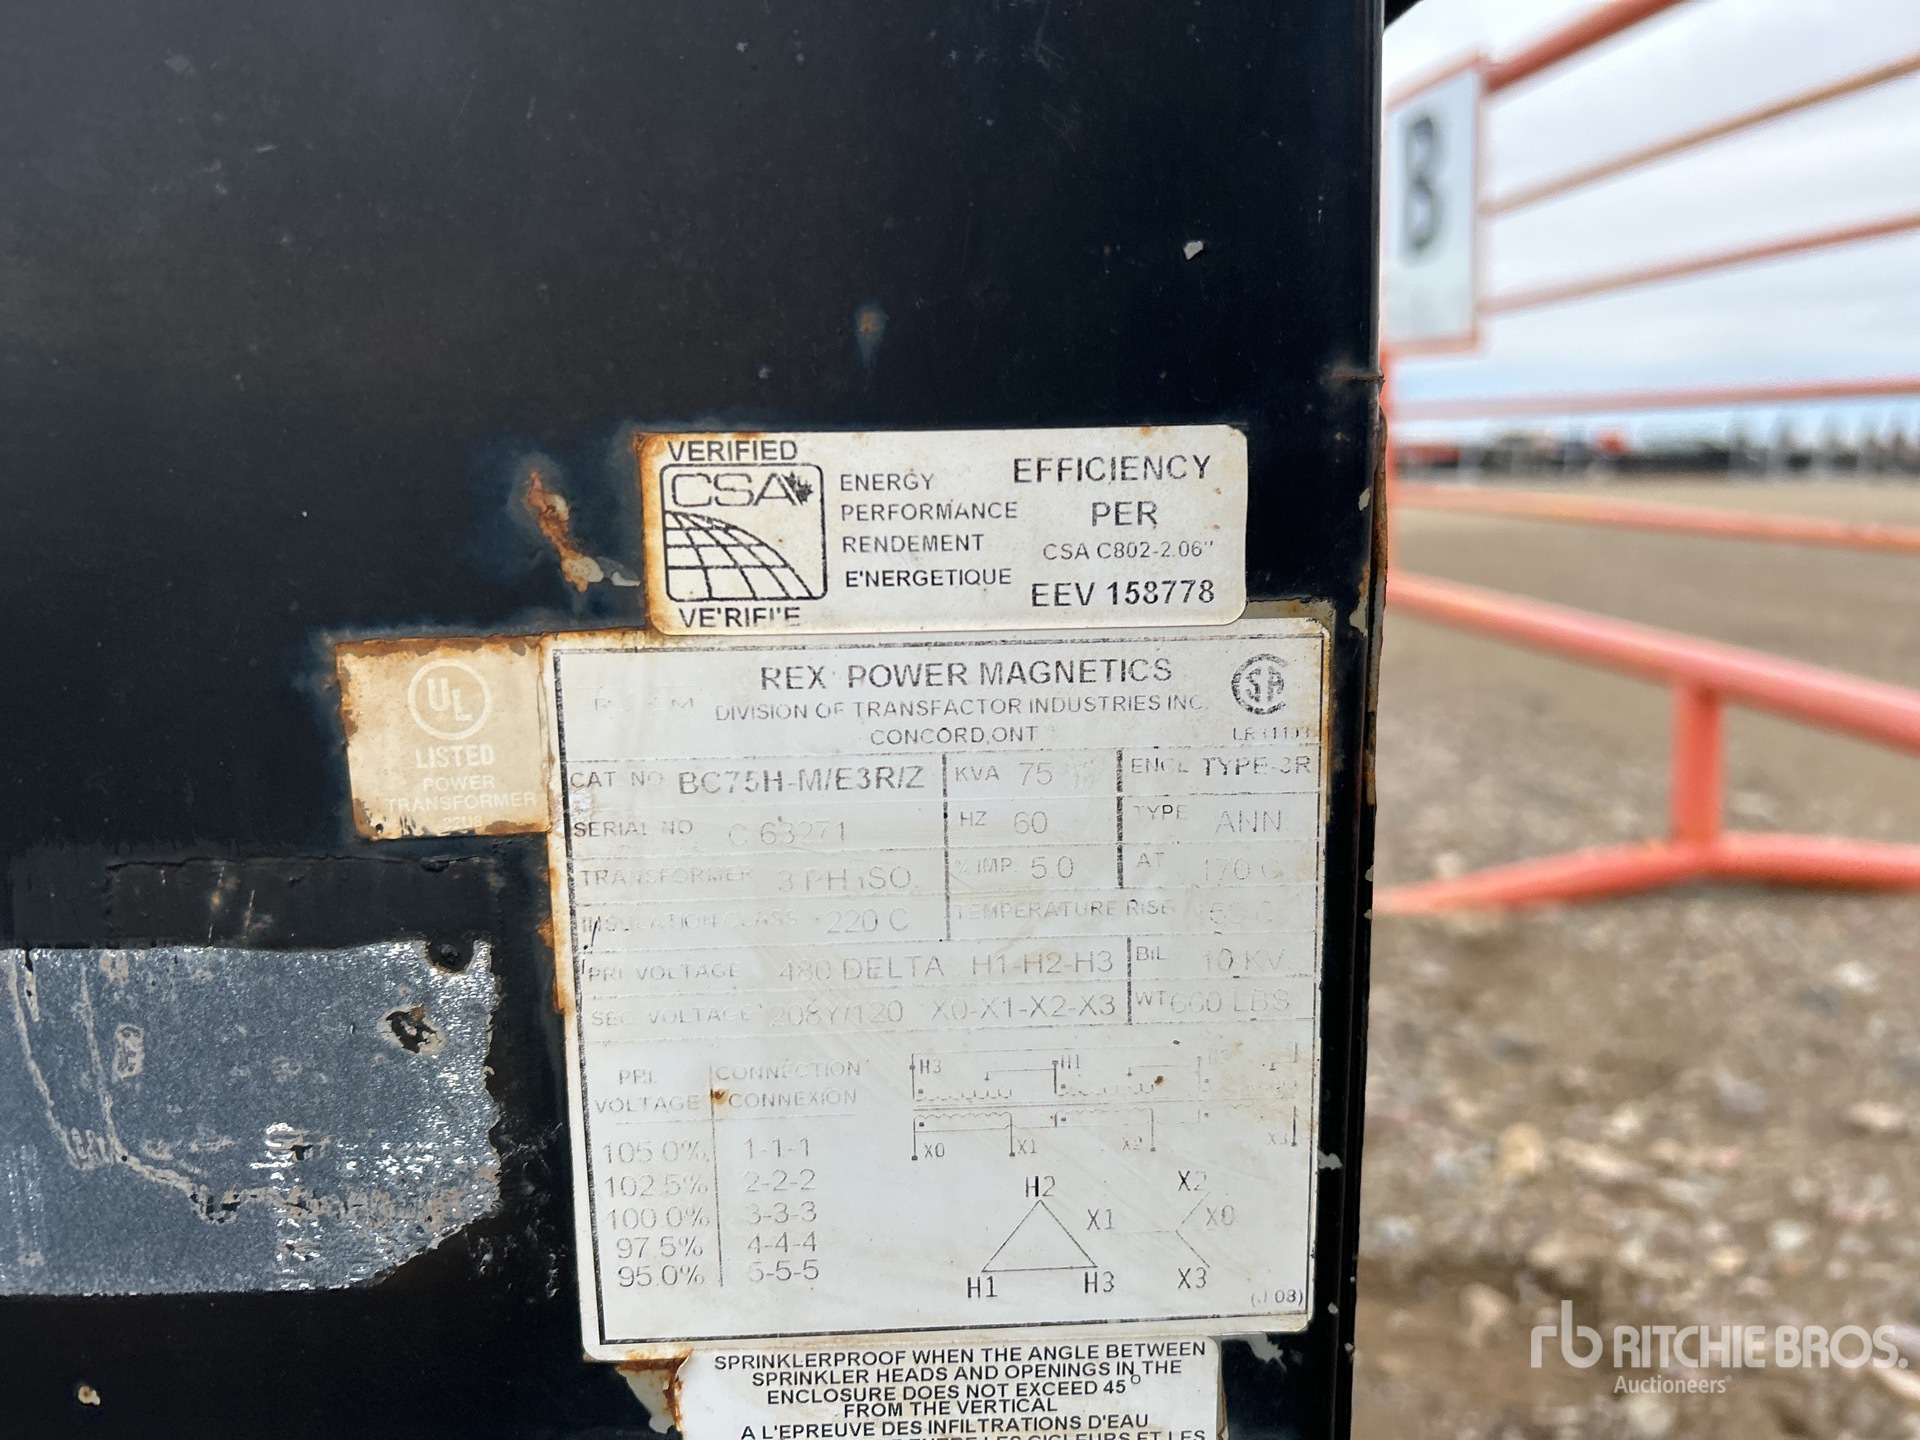 B
VERIFIED
CSA
VE'RIFI'E
ENERGY
PERFORMANCE
RENDEMENT
E'NERGETIQUE
EFFICIENCY
PER
CSA C802-2.06"
EEV 158778
UL
LISTED
POWER
TRANSFORMER
22U8
REX POWER MAGNETICS
DIVISION OF TRANSFACTOR INDUSTRIES INC.
CONCORD, ONT
CAT NO BC75H-M/E3R/Z KVA 75 ENCL TYPE-3R
SERIAL NO C 63271 HZ 60 TYPE ANN
TRANSFORMER 3 PH ISO. % IMP. 5.0 AT 170 C
INSULATION CLASS 220 C TEMPERATURE RISE
PRI. VOLTAGE 480 DELTA H1-H2-H3 BIL 10 KV
SEC. VOLTAGE 208Y/120 X0-X1-X2-X3 WT 660 LBS
PRI. CONNECTION
VOLTAGE CONNEXION
105.0% 1-1-1
102.5% 2-2-2
100.0% 3-3-3
97.5% 4-4-4
95.0% 5-5-5
H3 H1
X0 X1 X2 X3
H2
H1 H3
X2
X1 X0
X3
SPRINKLERPROOF WHEN THE ANGLE BETWEEN
SPRINKLER HEADS AND OPENINGS IN THE
ENCLOSURE DOES NOT EXCEED 45°
FROM THE VERTICAL
A L'EPREUVE DES INFILTRATIONS D'EAU
rb RITCHIE BROS.
Auctioneers